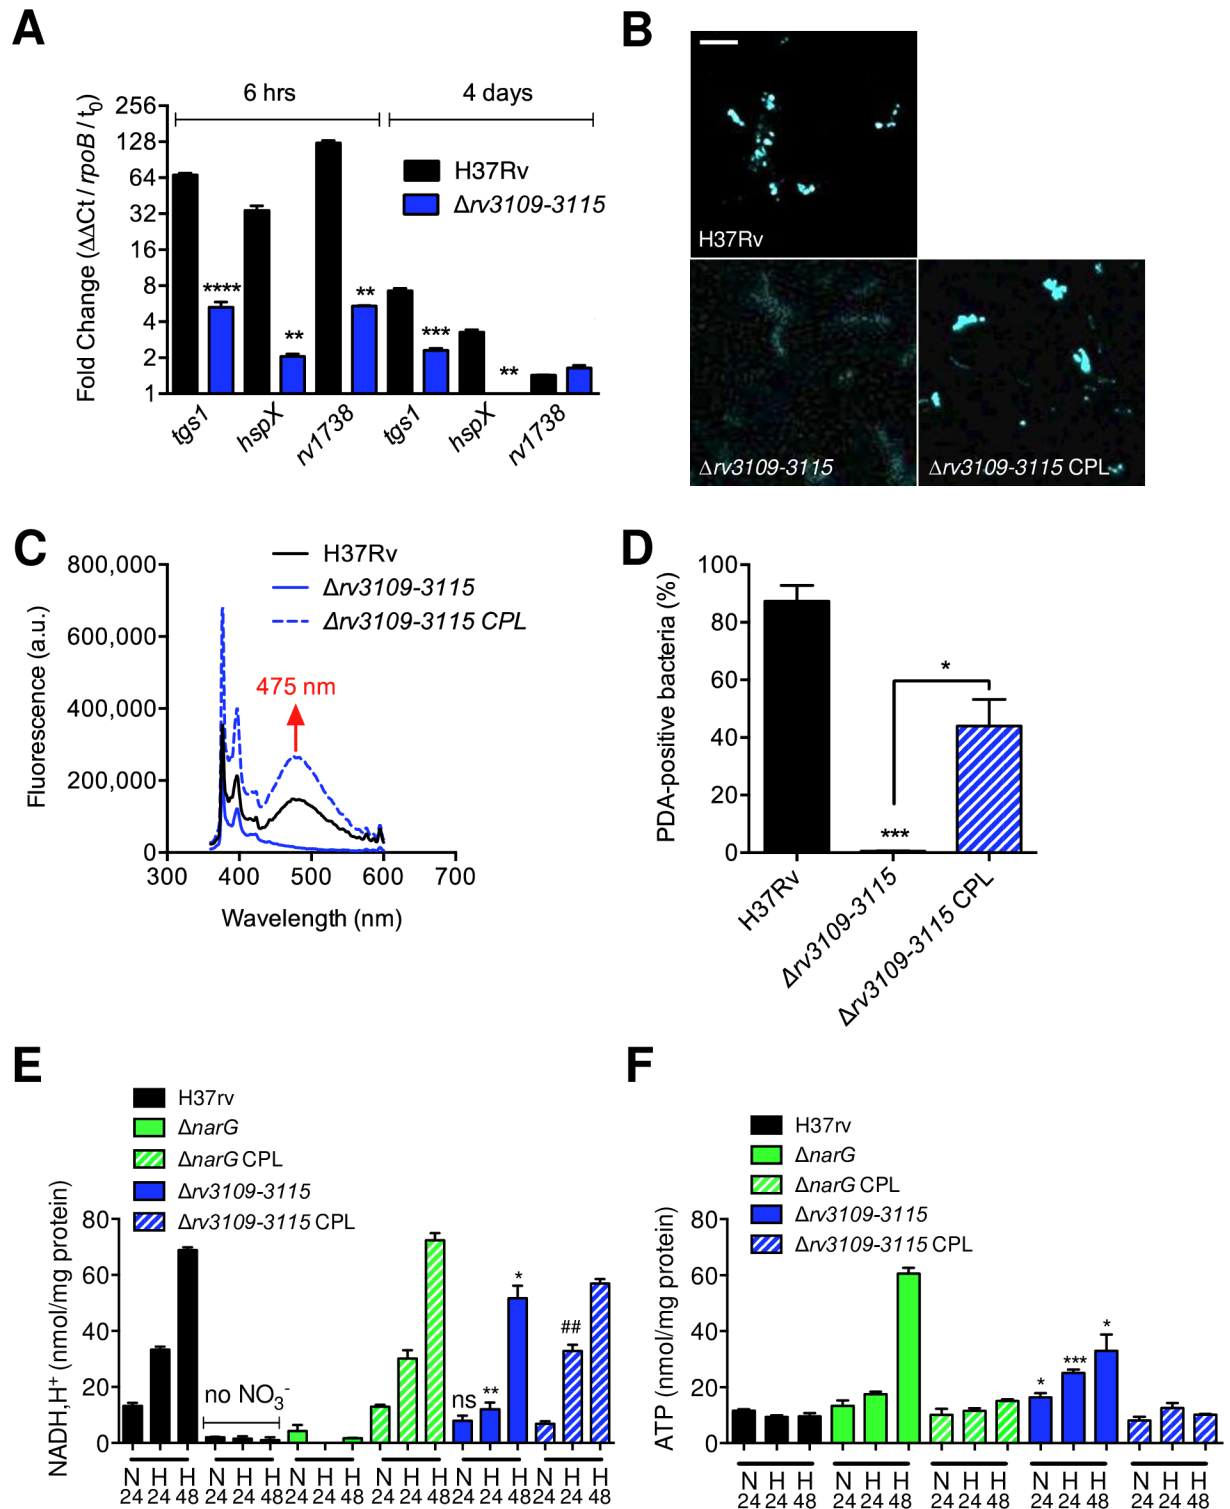 A
6 hrs
4 days
Fold Change (ΔΔCt / rpoB / t0)
256
128
64
32
16
8
4
2
1
H37Rv
Δrv3109-3115
****
**
**
***
**
tgs1
hspX
rv1738
tgs1
hspX
rv1738
B
H37Rv
Δrv3109-3115
Δrv3109-3115 CPL
C
H37Rv
Δrv3109-3115
Δrv3109-3115 CPL
Fluorescence (a.u.)
800,000
600,000
400,000
200,000
0
475 nm
300 400 500 600 700
Wavelength (nm)
D
PDA-positive bacteria (%)
100
80
60
40
20
0
*
***
H37Rv
Δrv3109-3115
Δrv3109-3115 CPL
E
H37rv
ΔnarG
ΔnarG CPL
Δrv3109-3115
Δrv3109-3115 CPL
NADH,H+ (nmol/mg protein)
80
60
40
20
0
no NO3-
ns
**
*
##
N H H N H H N H H N H H N H H N H H
24 24 48 24 24 48 24 24 48 24 24 48 24 24 48 24 24 48
F
H37rv
ΔnarG
ΔnarG CPL
Δrv3109-3115
Δrv3109-3115 CPL
ATP (nmol/mg protein)
80
60
40
20
0
*
***
*
N H H N H H N H H N H H N H H
24 24 48 24 24 48 24 24 48 24 24 48 24 24 48